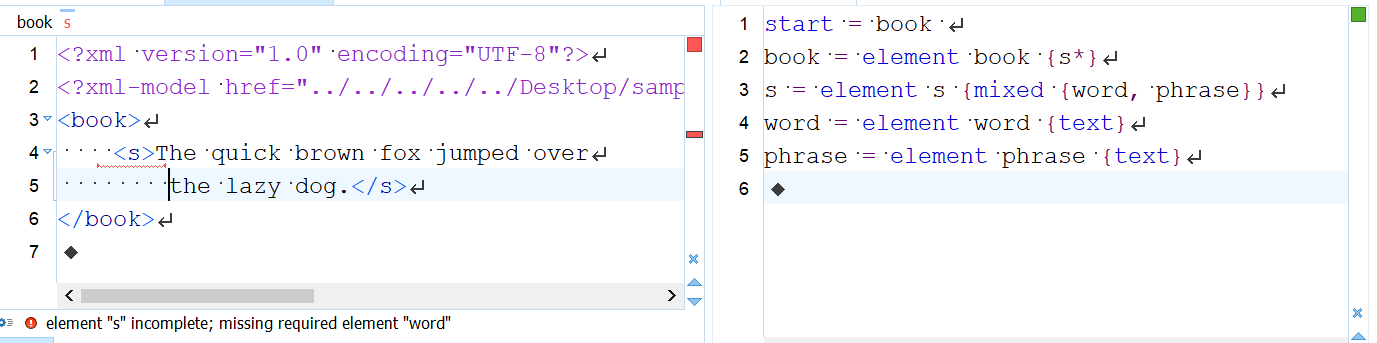 book s
1 <?xml version="1.0" encoding="UTF-8"?>
2 <?xml-model href="../../../../../Desktop/samp
3 <book>
4 <s>The quick brown fox jumped over
5 the lazy dog.</s>
6 </book>
7
element "s" incomplete; missing required element "word"
1 start = book
2 book = element book {s*}
3 s = element s {mixed {word, phrase}}
4 word = element word {text}
5 phrase = element phrase {text}
6